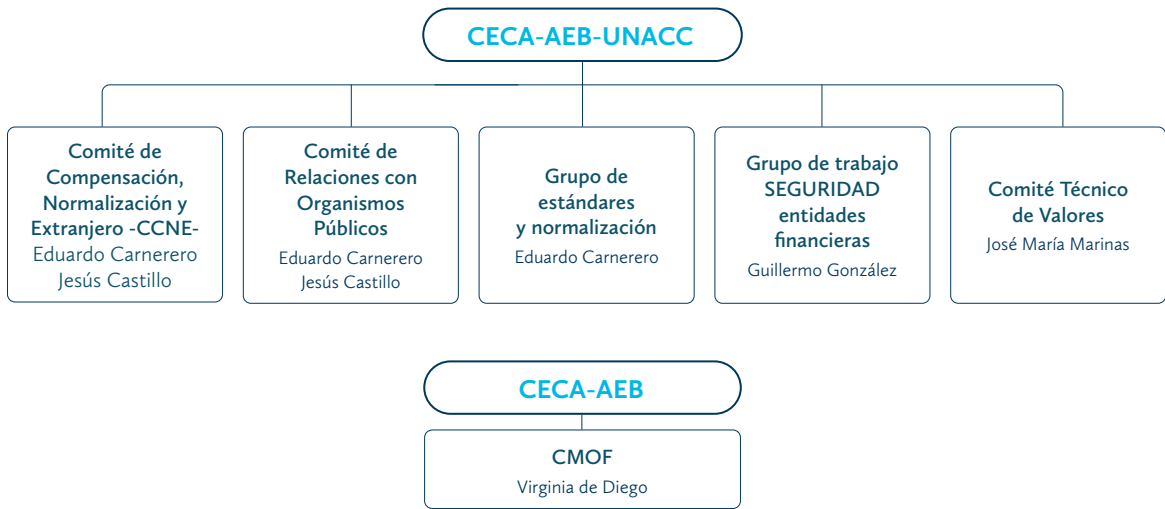 CECA-AEB-UNACC
Comité de
Compensación,
Normalización y
Extranjero -CCNE-
Eduardo Carnerero
Jesús Castillo
Comité de
Relaciones con
Organismos
Públicos
Eduardo Carnerero
Jesús Castillo
Grupo de
estándares
y normalización
Eduardo Carnerero
Grupo de trabajo
SEGURIDAD
entidades
financieras
Guillermo González
Comité Técnico
de Valores
José María Marinas
CECA-AEB
CMOF
Virginia de Diego